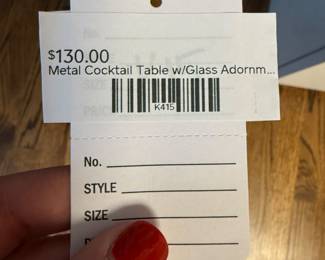 $130.00
Metal Cocktail Table w/Glass Adornm...
K415
No.
STYLE
SIZE